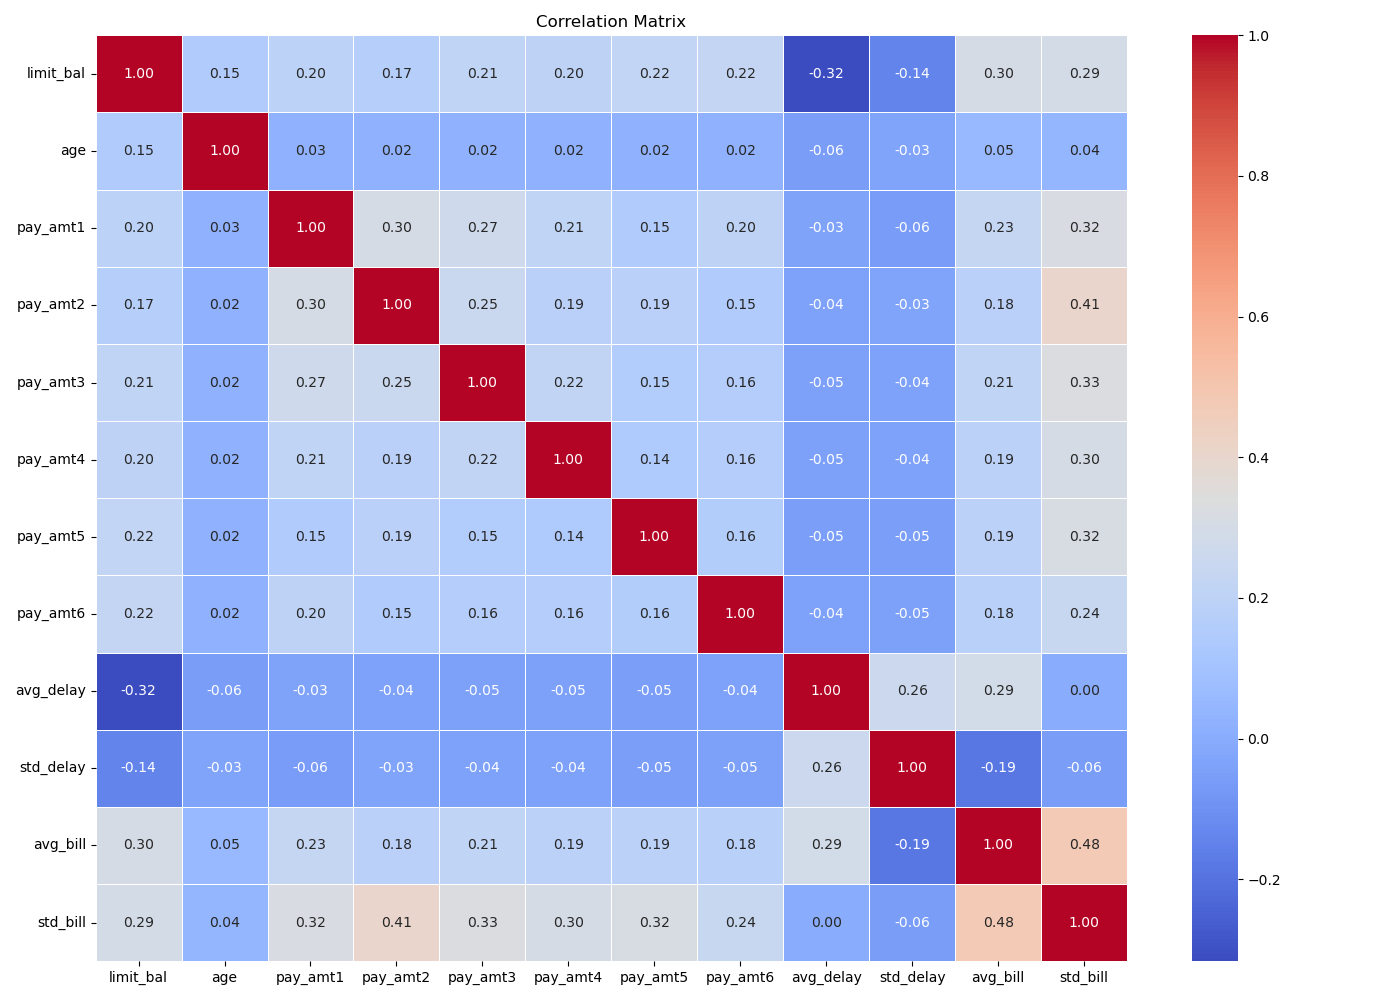 Correlation Matrix
limit_bal 1.00 0.15 0.20 0.17 0.21 0.20 0.22 0.22 -0.32 -0.14 0.30 0.29
age 0.15 1.00 0.03 0.02 0.02 0.02 0.02 0.02 -0.06 -0.03 0.05 0.04
pay_amt1 0.20 0.03 1.00 0.30 0.27 0.21 0.15 0.20 -0.03 -0.06 0.23 0.32
pay_amt2 0.17 0.02 0.30 1.00 0.25 0.19 0.19 0.15 -0.04 -0.03 0.18 0.41
pay_amt3 0.21 0.02 0.27 0.25 1.00 0.22 0.15 0.16 -0.05 -0.04 0.21 0.33
pay_amt4 0.20 0.02 0.21 0.19 0.22 1.00 0.14 0.16 -0.05 -0.04 0.19 0.30
pay_amt5 0.22 0.02 0.15 0.19 0.15 0.14 1.00 0.16 -0.05 -0.05 0.19 0.32
pay_amt6 0.22 0.02 0.20 0.15 0.16 0.16 0.16 1.00 -0.04 -0.05 0.18 0.24
avg_delay -0.32 -0.06 -0.03 -0.04 -0.05 -0.05 -0.05 -0.04 1.00 0.26 0.29 0.00
std_delay -0.14 -0.03 -0.06 -0.03 -0.04 -0.04 -0.05 -0.05 0.26 1.00 -0.19 -0.06
avg_bill 0.30 0.05 0.23 0.18 0.21 0.19 0.19 0.18 0.29 -0.19 1.00 0.48
std_bill 0.29 0.04 0.32 0.41 0.33 0.30 0.32 0.24 0.00 -0.06 0.48 1.00
limit_bal age pay_amt1 pay_amt2 pay_amt3 pay_amt4 pay_amt5 pay_amt6 avg_delay std_delay avg_bill std_bill
1.0
0.8
0.6
0.4
0.2
0.0
−0.2